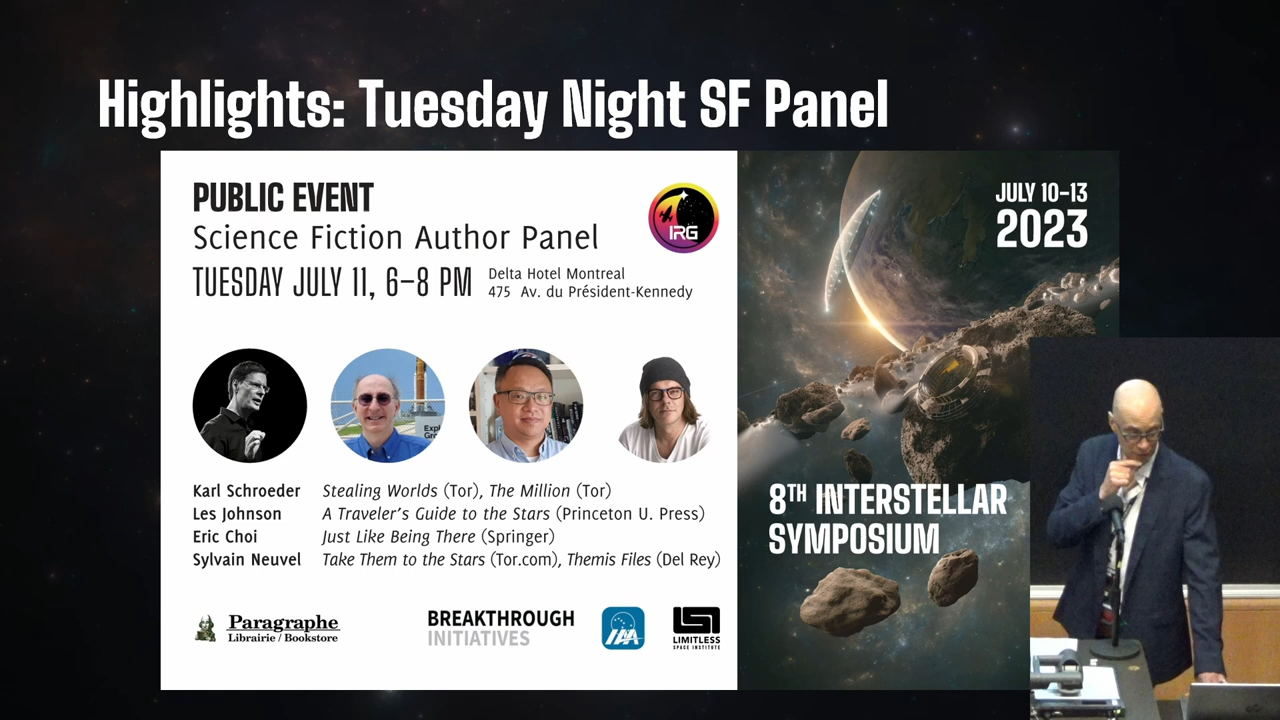 Highlights: Tuesday Night SF Panel
PUBLIC EVENT
Science Fiction Author Panel
TUESDAY JULY 11, 6–8 PM
Delta Hotel Montreal
475 Av. du Président-Kennedy
IRG
Karl Schroeder Stealing Worlds (Tor), The Million (Tor)
Les Johnson A Traveler's Guide to the Stars (Princeton U. Press)
Eric Choi Just Like Being There (Springer)
Sylvain Neuvel Take Them to the Stars (Tor.com), Themis Files (Del Rey)
Paragraphe
Librairie / Bookstore
BREAKTHROUGH
INITIATIVES
IAA
LIMITLESS
SPACE INSTITUTE
JULY 10–13
2023
8TH INTERSTELLAR
SYMPOSIUM